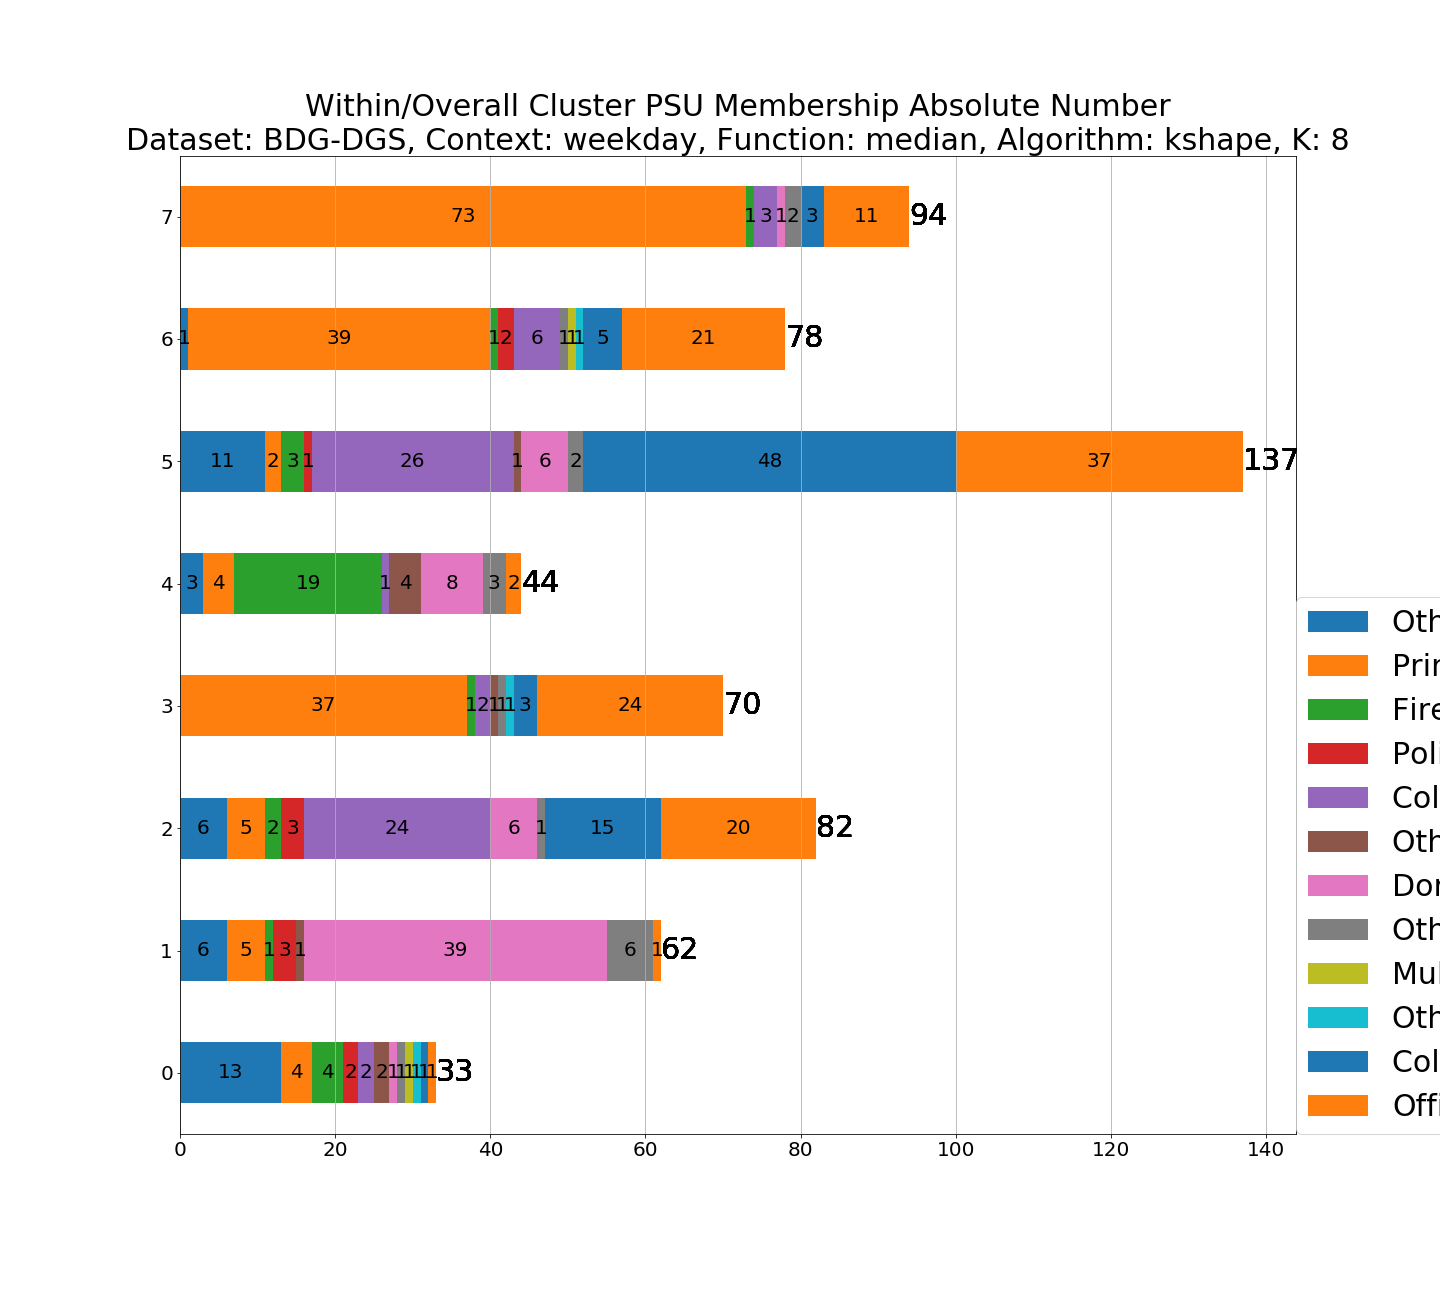 Within/Overall Cluster PSU Membership Absolute Number
Dataset: BDG-DGS, Context: weekday, Function: median, Algorithm: kshape, K: 8
7 73 1 3 1 2 3 11 94
6 1 39 1 2 6 1 1 1 5 21 78
5 11 2 3 1 26 1 6 2 48 37 137
4 3 4 19 1 4 8 3 2 44
3 37 1 2 1 1 1 3 24 70
2 6 5 2 3 24 6 1 15 20 82
1 6 5 1 3 1 39 6 1 62
0 13 4 4 2 2 2 1 1 1 1 1 1 33
0 20 40 60 80 100 120 140
Oth
Prin
Fire
Poli
Col
Oth
Dor
Oth
Mul
Oth
Col
Offi